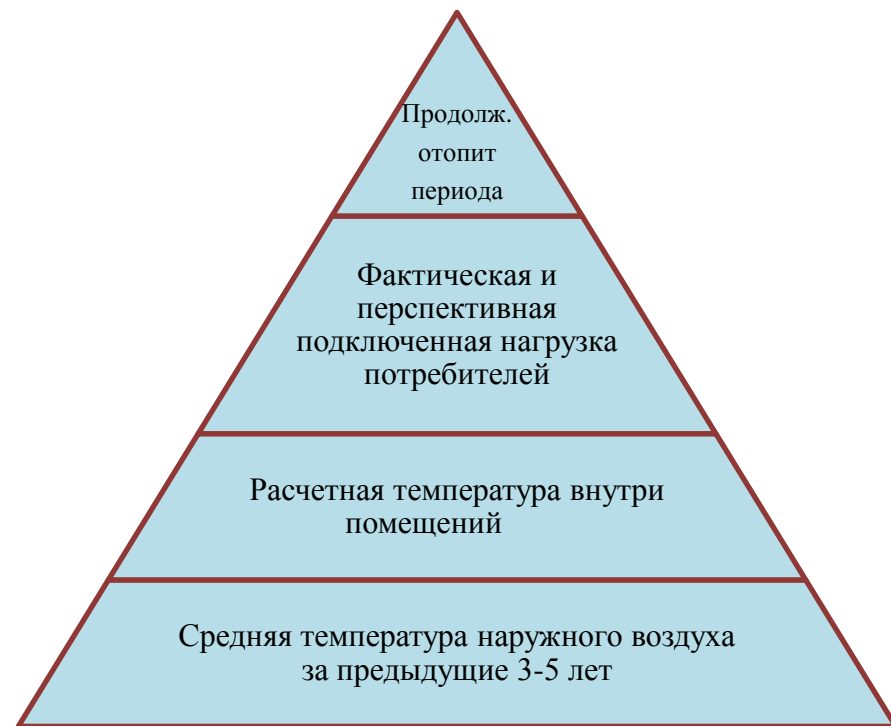 Продолж.
отопит
периода
Фактическая и
перспективная
подключенная нагрузка
потребителей
Расчетная температура внутри
помещений
Средняя температура наружного воздуха
за предыдущие 3-5 лет